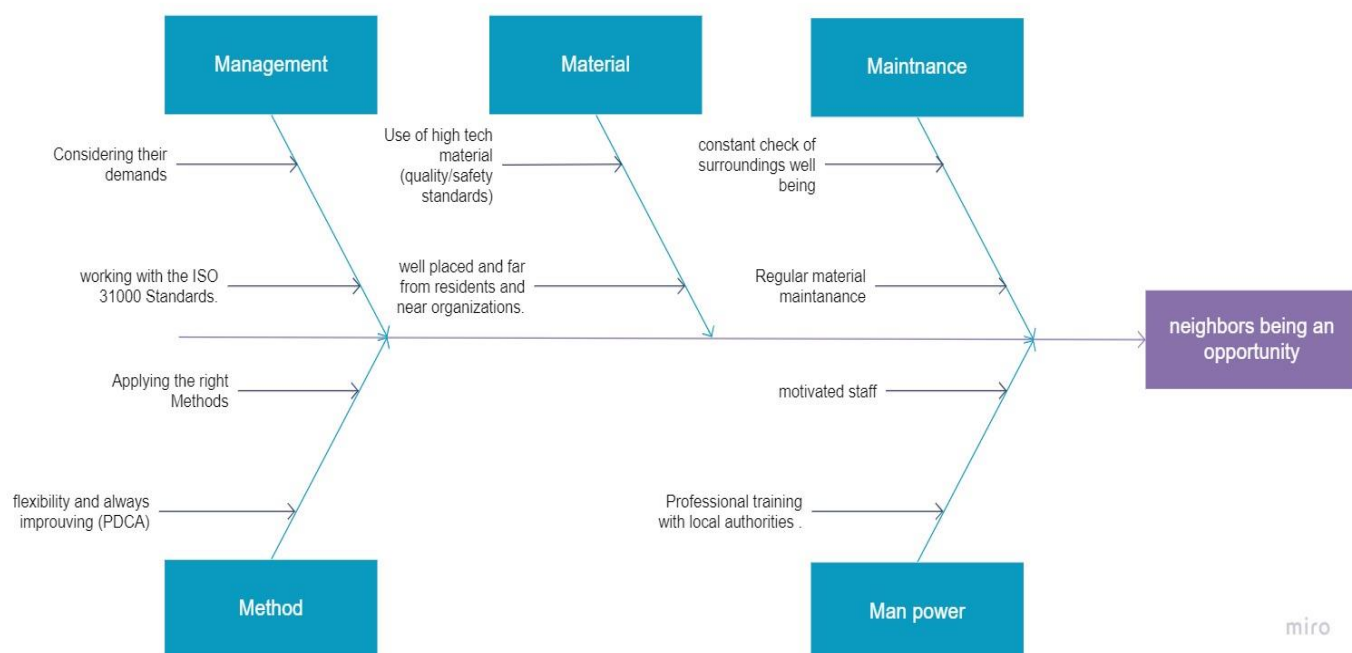 Management
Material
Maintnance
Considering their
demands
Use of high tech
material
(quality/safety
standards)
constant check of
surroundings well
being
working with the ISO
31000 Standards.
well placed and far
from residents and
near organizations.
Regular material
maintanance
neighbors being an
opportunity
Applying the right
Methods
motivated staff
flexibility and always
improuving (PDCA)
Professional training
with local authorities .
Method
Man power
miro